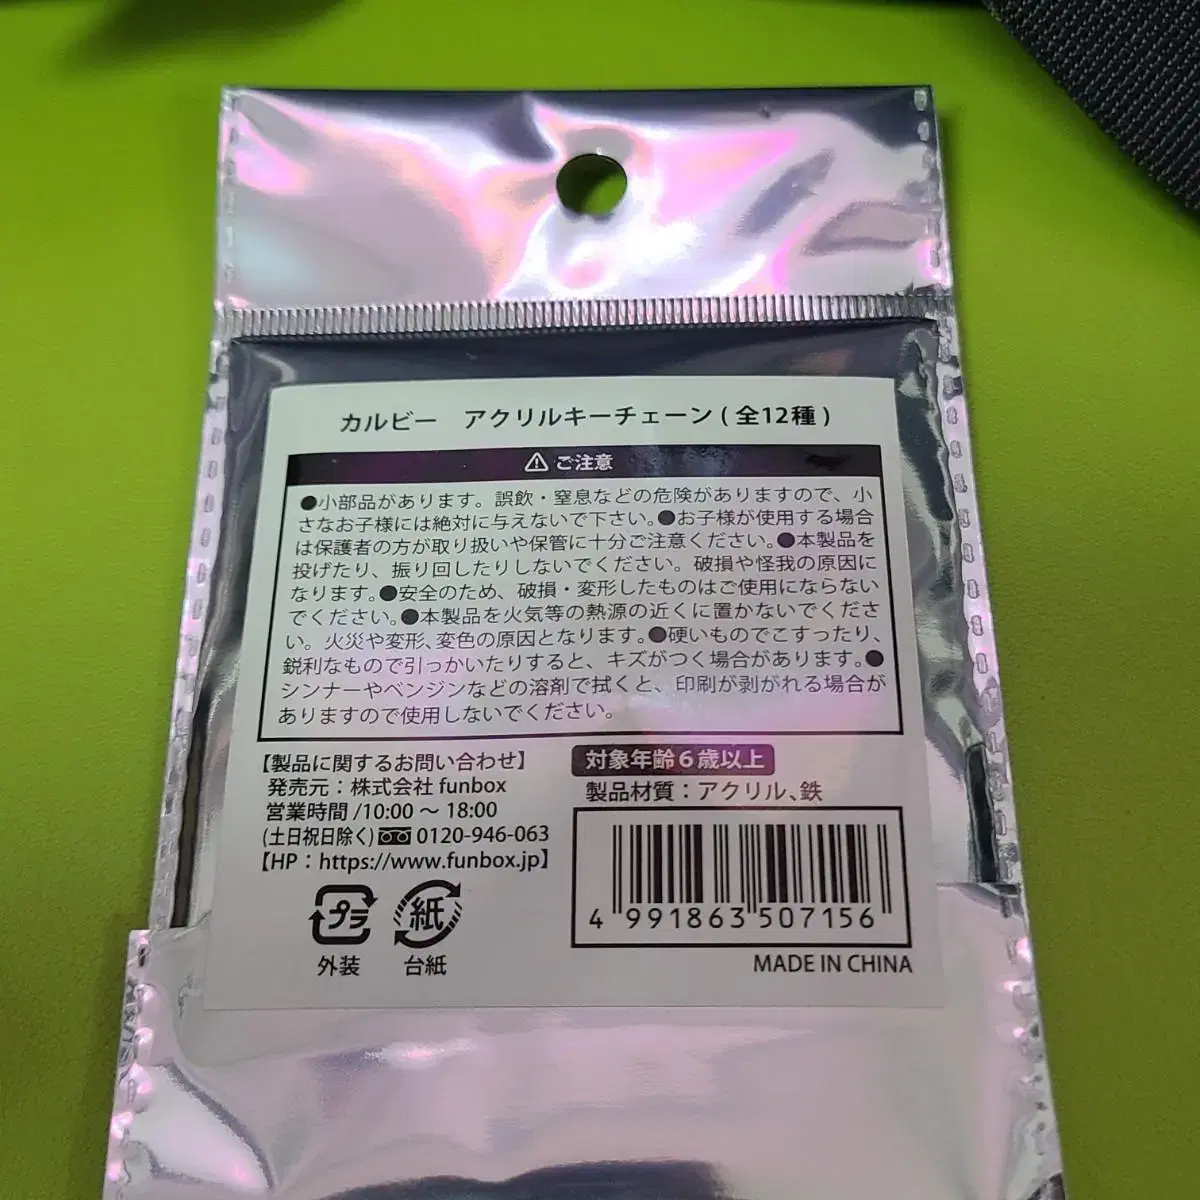 カルビー　アクリルキーチェーン ( 全12種 )
⚠ ご注意
●小部品があります。誤飲・窒息などの危険がありますので、小
さなお子様には絶対に与えないで下さい。●お子様が使用する場合
は保護者の方が取り扱いや保管に十分ご注意ください。●本製品を
投げたり、振り回したりしないでください。破損や怪我の原因に
なります。●安全のため、破損・変形したものはご使用にならない
でください。●本製品を火気等の熱源の近くに置かないでくださ
い。火災や変形、変色の原因となります。●硬いものでこすったり、
鋭利なもので引っかいたりすると、キズがつく場合があります。●
シンナーやベンジンなどの溶剤で拭くと、印刷が剥がれる場合が
ありますので使用しないでください。
【製品に関するお問い合わせ】
発売元：株式会社 funbox
営業時間 /10:00 ～ 18:00
(土日祝日除く) 0120-946-063
【HP：https://www.funbox.jp】
プラ
外装
紙
台紙
対象年齢６歳以上
製品材質：アクリル、鉄
4 991863 507156
MADE IN CHINA